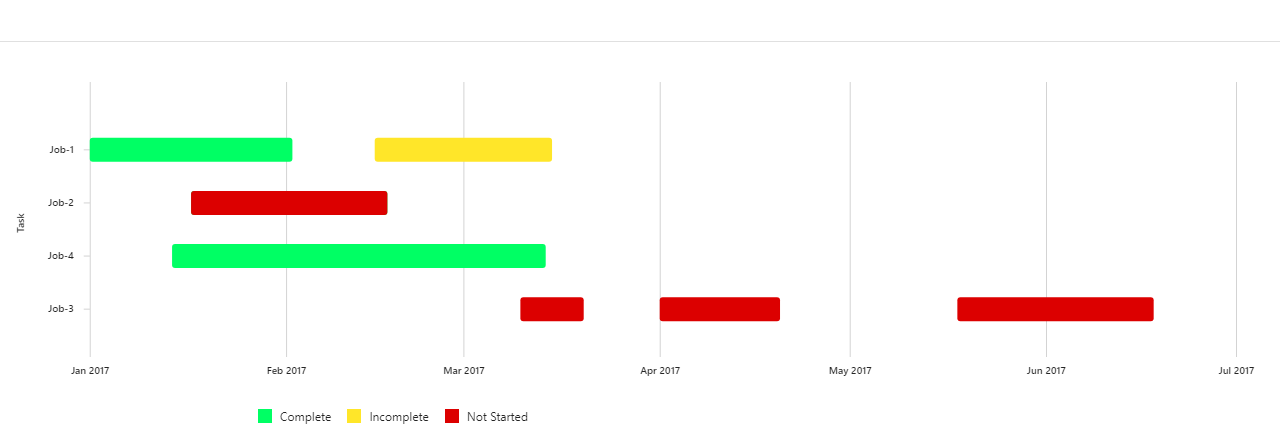 Job-1
Job-2
Task
Job-4
Job-3
Jan 2017 Feb 2017 Mar 2017 Apr 2017 May 2017 Jun 2017 Jul 2017
Complete Incomplete Not Started